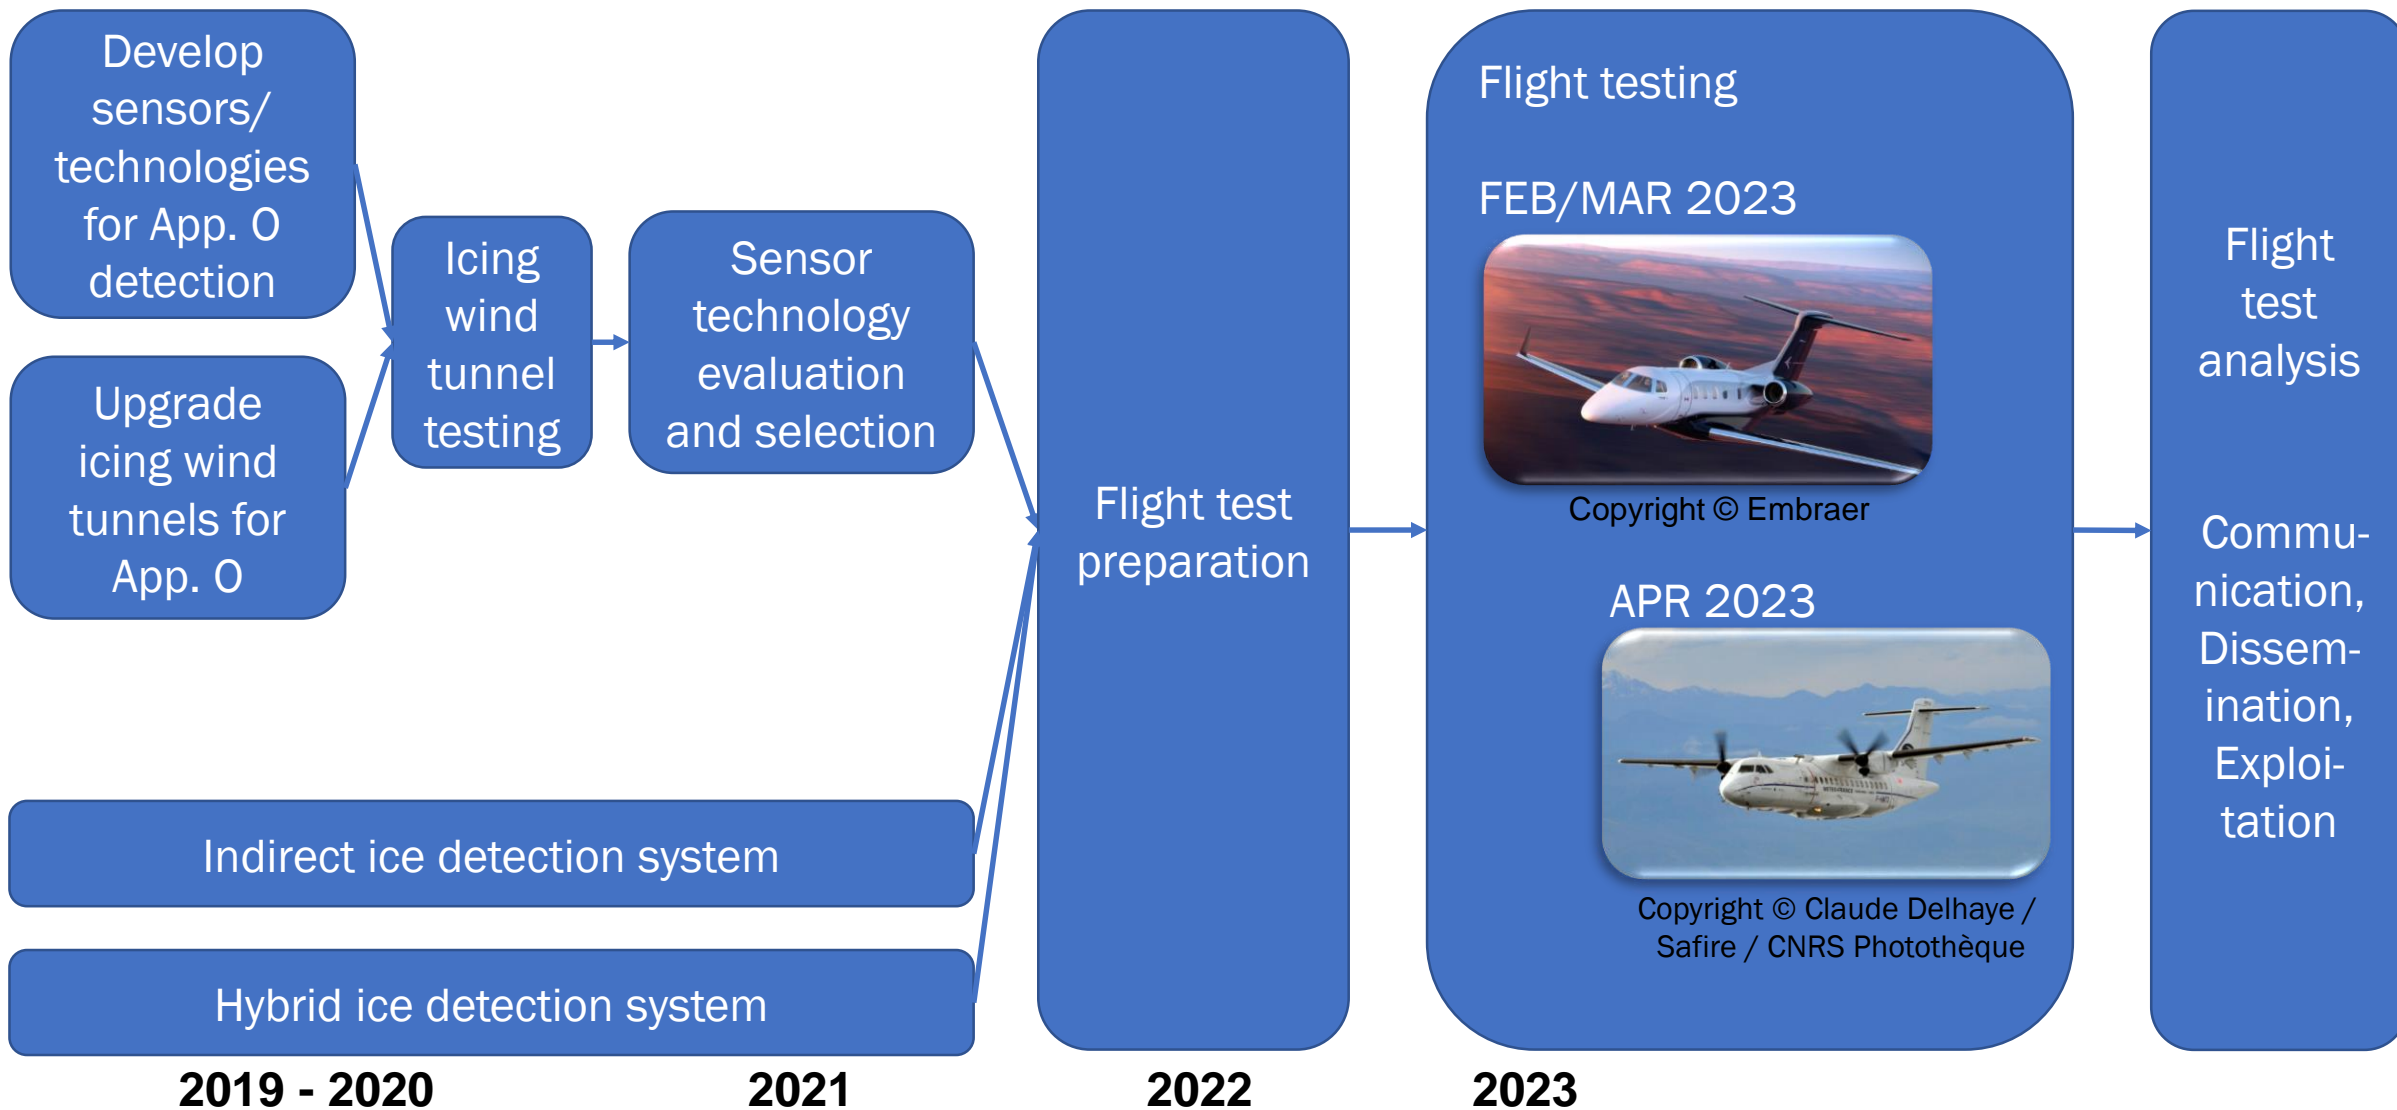 Develop
sensors/
technologies
for App. O
detection
Upgrade
icing wind
tunnels for
App. O
Icing
wind
tunnel
testing
Sensor
technology
evaluation
and selection
Indirect ice detection system
Hybrid ice detection system
Flight test
preparation
Flight testing
FEB/MAR 2023
Copyright © Embraer
APR 2023
Copyright © Claude Delhaye /
Safire / CNRS Photothèque
Flight
test
analysis
Commu-
nication,
Dissem-
ination,
Exploi-
tation
2019 - 2020
2021
2022
2023